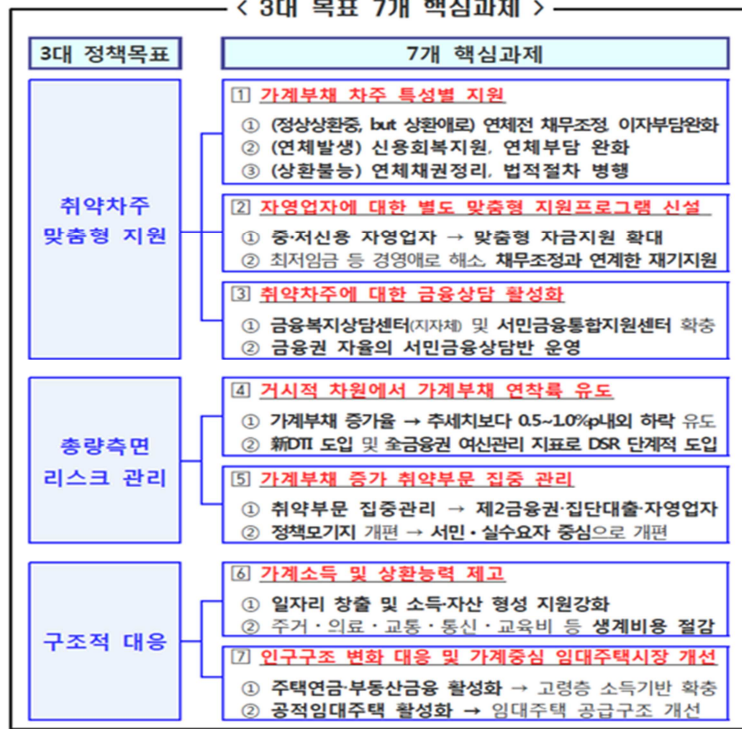 < 3대 목표 7개 핵심과제 >
3대 정책목표
7개 핵심과제
취약차주
맞춤형 지원
1 가계부채 차주 특성별 지원
① (정상상환중, but 상환애로) 연체전 채무조정, 이자부담완화
② (연체발생) 신용회복지원, 연체부담 완화
③ (상환불능) 연체채권정리, 법적절차 병행
2 자영업자에 대한 별도 맞춤형 지원프로그램 신설
① 중·저신용 자영업자 → 맞춤형 자금지원 확대
② 최저임금 등 경영애로 해소, 채무조정과 연계한 재기지원
3 취약차주에 대한 금융상담 활성화
① 금융복지상담센터(지자체) 및 서민금융통합지원센터 확충
② 금융권 자율의 서민금융상담반 운영
총량측면
리스크 관리
4 거시적 차원에서 가계부채 연착륙 유도
① 가계부채 증가율 → 추세치보다 0.5~1.0%p내외 하락 유도
② 新DTI 도입 및 全금융권 여신관리 지표로 DSR 단계적 도입
5 가계부채 증가 취약부문 집중 관리
① 취약부문 집중관리 → 제2금융권·집단대출·자영업자
② 정책모기지 개편 → 서민·실수요자 중심으로 개편
구조적 대응
6 가계소득 및 상환능력 제고
① 일자리 창출 및 소득·자산 형성 지원강화
② 주거·의료·교통·통신·교육비 등 생계비용 절감
7 인구구조 변화 대응 및 가계중심 임대주택시장 개선
① 주택연금·부동산금융 활성화 → 고령층 소득기반 확충
② 공적임대주택 활성화 → 임대주택 공급구조 개선